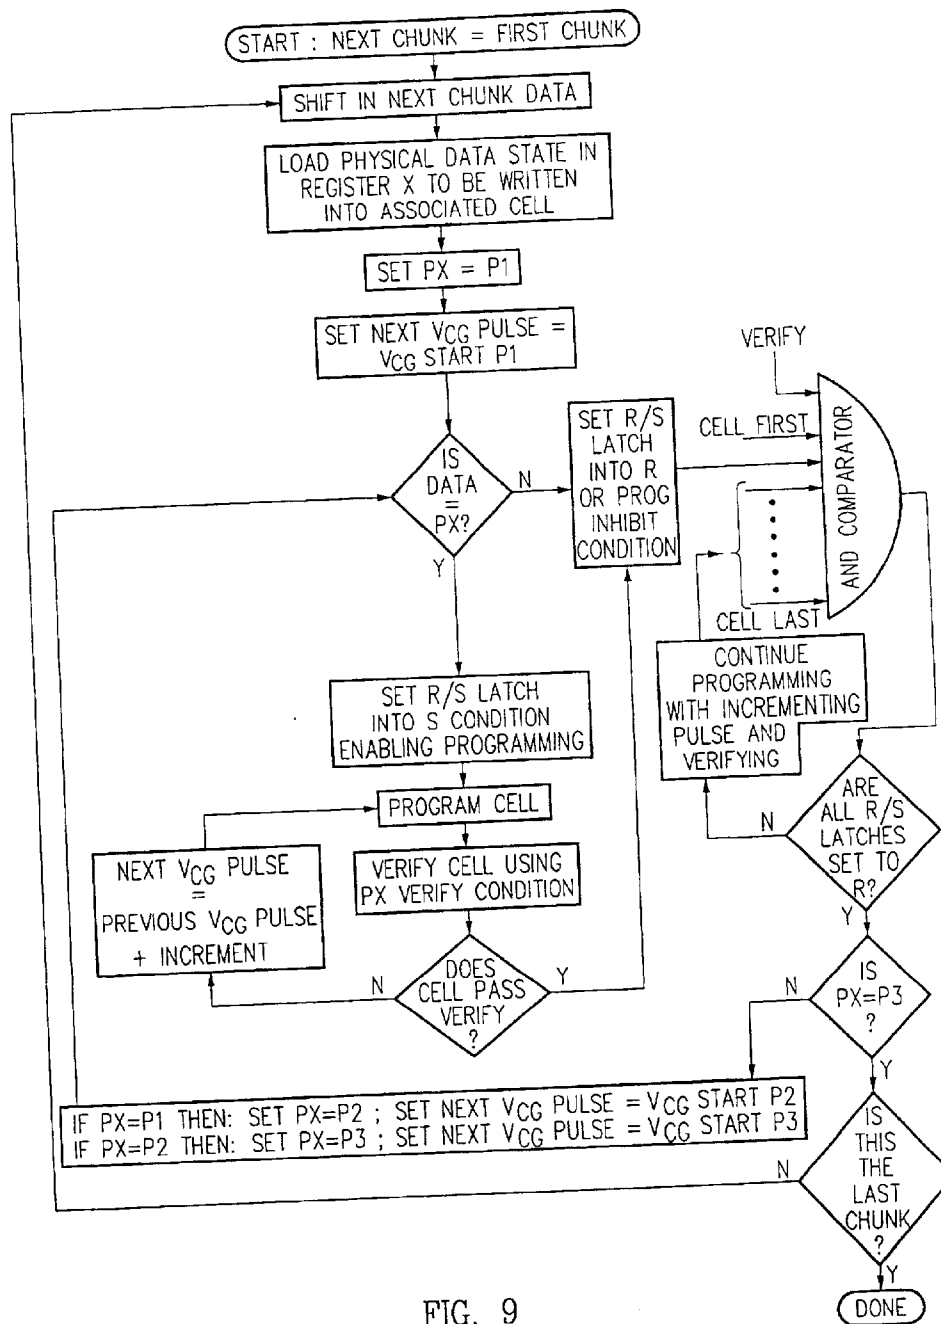 START : NEXT CHUNK = FIRST CHUNK
SHIFT IN NEXT CHUNK DATA
LOAD PHYSICAL DATA STATE IN
REGISTER X TO BE WRITTEN
INTO ASSOCIATED CELL
SET PX = P1
SET NEXT VCG PULSE =
VCG START P1
IS
DATA
=
PX?
N
Y
SET R/S
LATCH
INTO R
OR PROG
INHIBIT
CONDITION
VERIFY
CELL FIRST
CELL LAST
AND COMPARATOR
SET R/S LATCH
INTO S CONDITION
ENABLING PROGRAMMING
PROGRAM CELL
VERIFY CELL USING
PX VERIFY CONDITION
NEXT VCG PULSE
=
PREVIOUS VCG PULSE
+ INCREMENT
DOES
CELL PASS
VERIFY
?
N
Y
CONTINUE
PROGRAMMING
WITH INCREMENTING
PULSE AND
VERIFYING
ARE
ALL R/S
LATCHES
SET TO
R?
N
Y
IS
PX=P3
?
N
Y
IF PX=P1 THEN: SET PX=P2 ; SET NEXT VCG PULSE = VCG START P2
IF PX=P2 THEN: SET PX=P3 ; SET NEXT VCG PULSE = VCG START P3
IS
THIS
THE
LAST
CHUNK
?
N
Y
DONE
FIG. 9